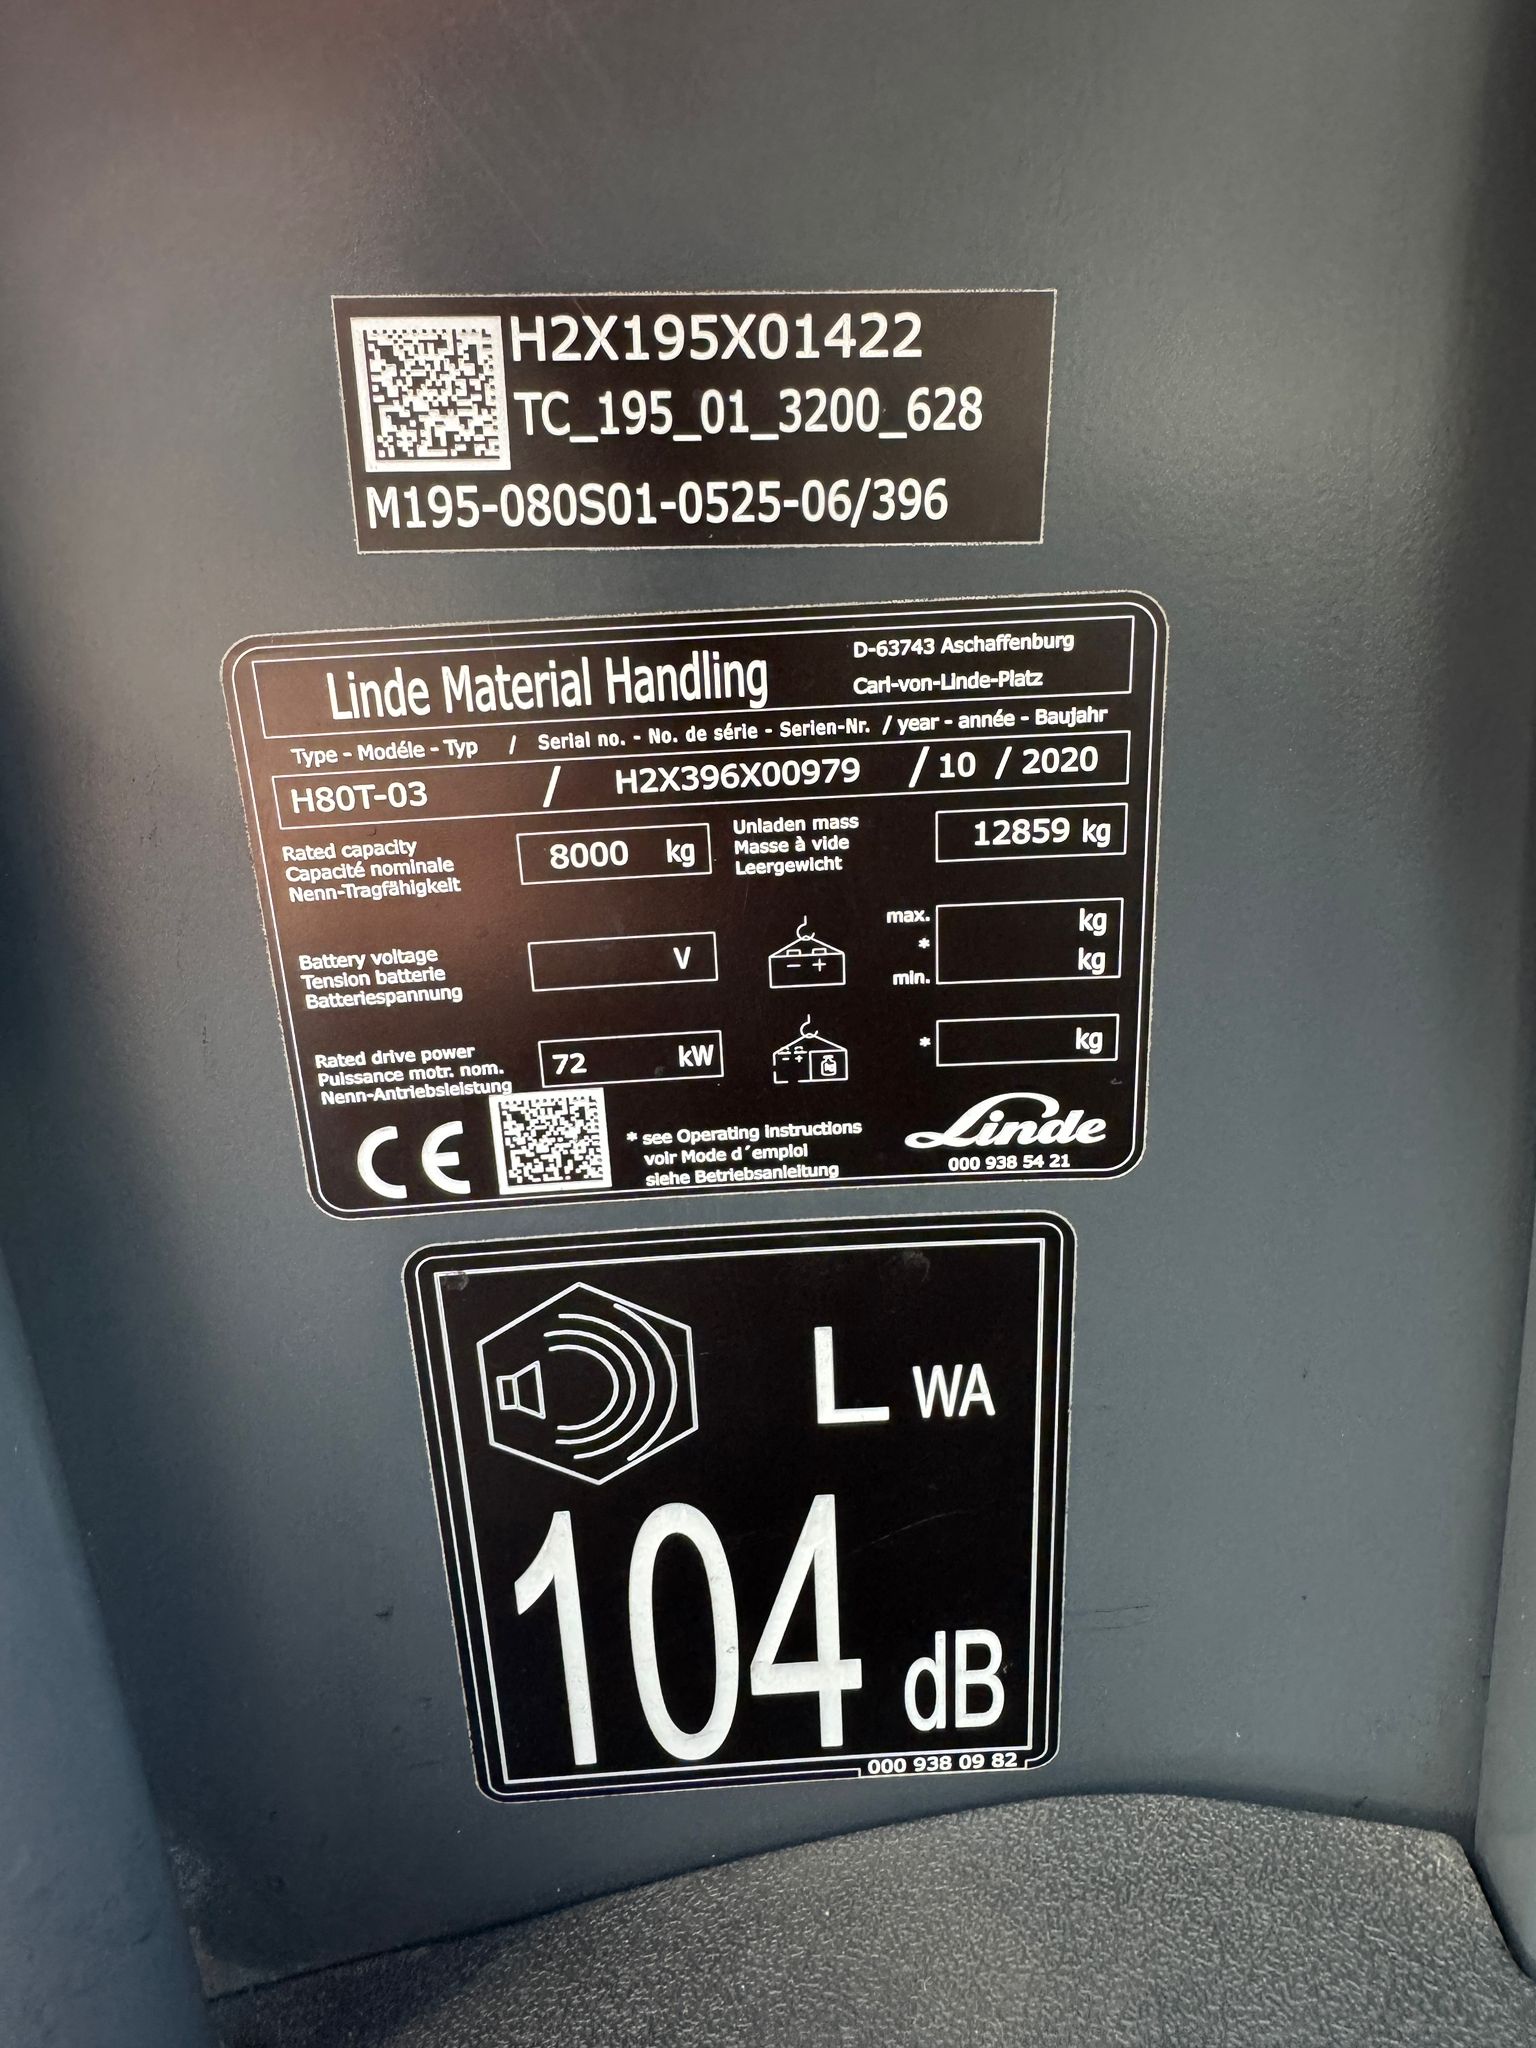 H2X195X01422
TC_195_01_3200_628
M195-080S01-0525-06/396
Linde Material Handling
D-63743 Aschaffenburg
Carl-von-Linde-Platz
Type - Modéle - Typ / Serial no. - No. de série - Serien-Nr. / year - année - Baujahr
H80T-03 / H2X396X00979 / 10 / 2020
Rated capacity
Capacité nominale
Nenn-Tragfähigkeit
8000 kg
Unladen mass
Masse à vide
Leergewicht
12859 kg
Battery voltage
Tension batterie
Batteriespannung
V
- +
max.
*
min.
kg
kg
Rated drive power
Puissance motr. nom.
Nenn-Antriebsleistung
72 kW
- +
kg
*
kg
CE
* see Operating instructions
voir Mode d´emploi
siehe Betriebsanleitung
Linde
000 938 54 21
L WA
104 dB
000 938 09 82